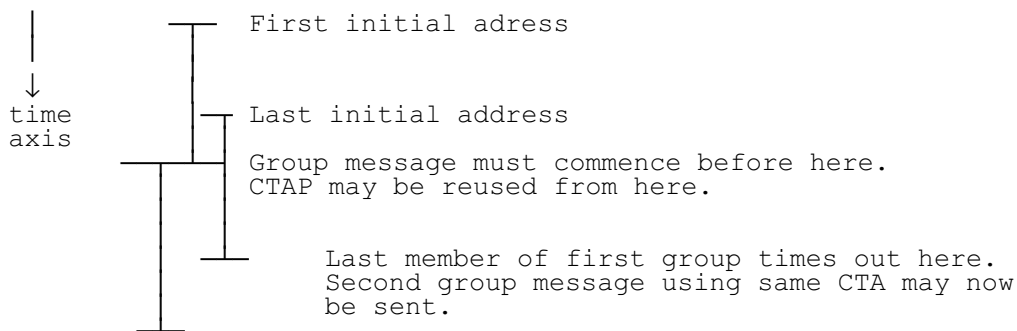 First initial adress
Last initial address
time
axis
Group message must commence before here.
CTAP may be reused from here.
Last member of first group times out here.
Second group message using same CTA may now
be sent.